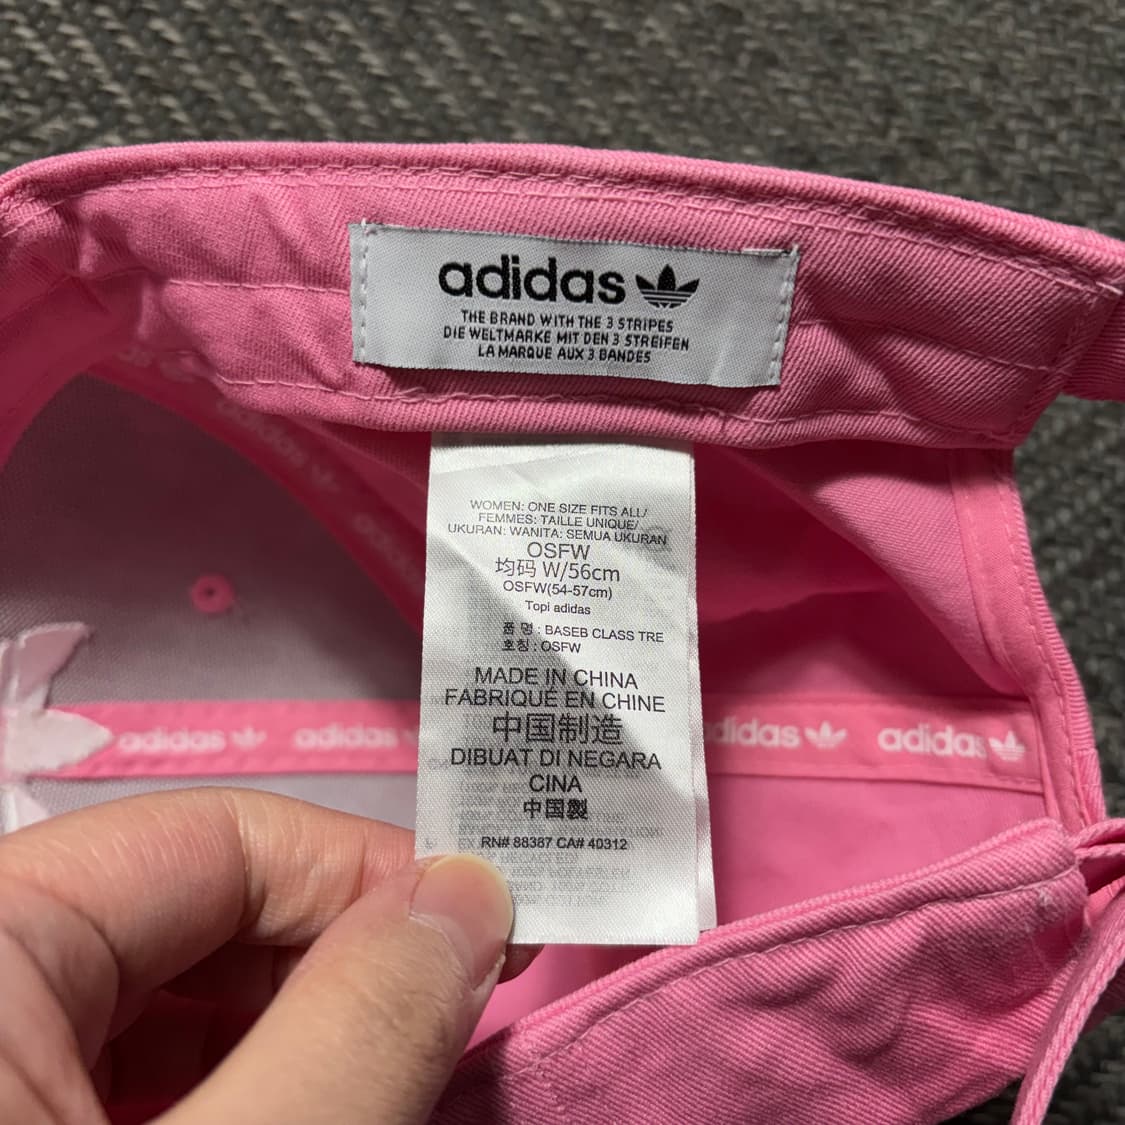 adidas
THE BRAND WITH THE 3 STRIPES
DIE WELTMARKE MIT DEN 3 STREIFEN
LA MARQUE AUX 3 BANDES
WOMEN: ONE SIZE FITS ALL/
FEMMES: TAILLE UNIQUE/
UKURAN: WANITA: SEMUA UKURAN
OSFW
均码 W/56cm
OSFW(54-57cm)
Topi adidas
품 명 : BASEB CLASS TRE
호칭 : OSFW
MADE IN CHINA
FABRIQUÉ EN CHINE
中国制造
DIBUAT DI NEGARA
CINA
中国製
RN# 88387 CA# 40312
adidas
adidas
adidas adidas adidas adidas